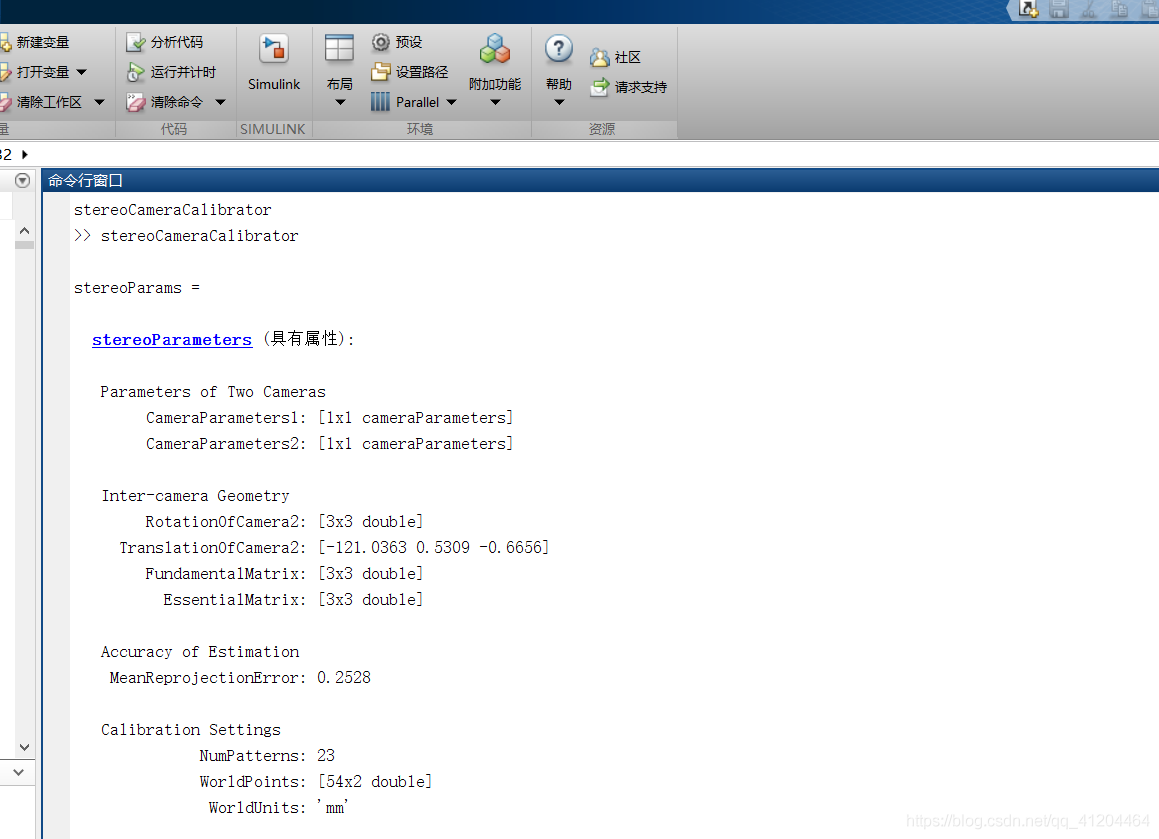 新建变量
分析代码
预设
社区
打开变量
运行并计时
设置路径
Simulink
布局
附加功能
帮助
请求支持
清除工作区
清除命令
Parallel
量
代码
SIMULINK
环境
资源
32
命令行窗口
stereoCameraCalibrator
>> stereoCameraCalibrator
stereoParams =
stereoParameters (具有属性):
Parameters of Two Cameras
CameraParameters1: [1x1 cameraParameters]
CameraParameters2: [1x1 cameraParameters]
Inter-camera Geometry
RotationOfCamera2: [3x3 double]
TranslationOfCamera2: [-121.0363 0.5309 -0.6656]
FundamentalMatrix: [3x3 double]
EssentialMatrix: [3x3 double]
Accuracy of Estimation
MeanReprojectionError: 0.2528
Calibration Settings
NumPatterns: 23
WorldPoints: [54x2 double]
WorldUnits: 'mm'
https://blog.csdn.net/qq_41204464